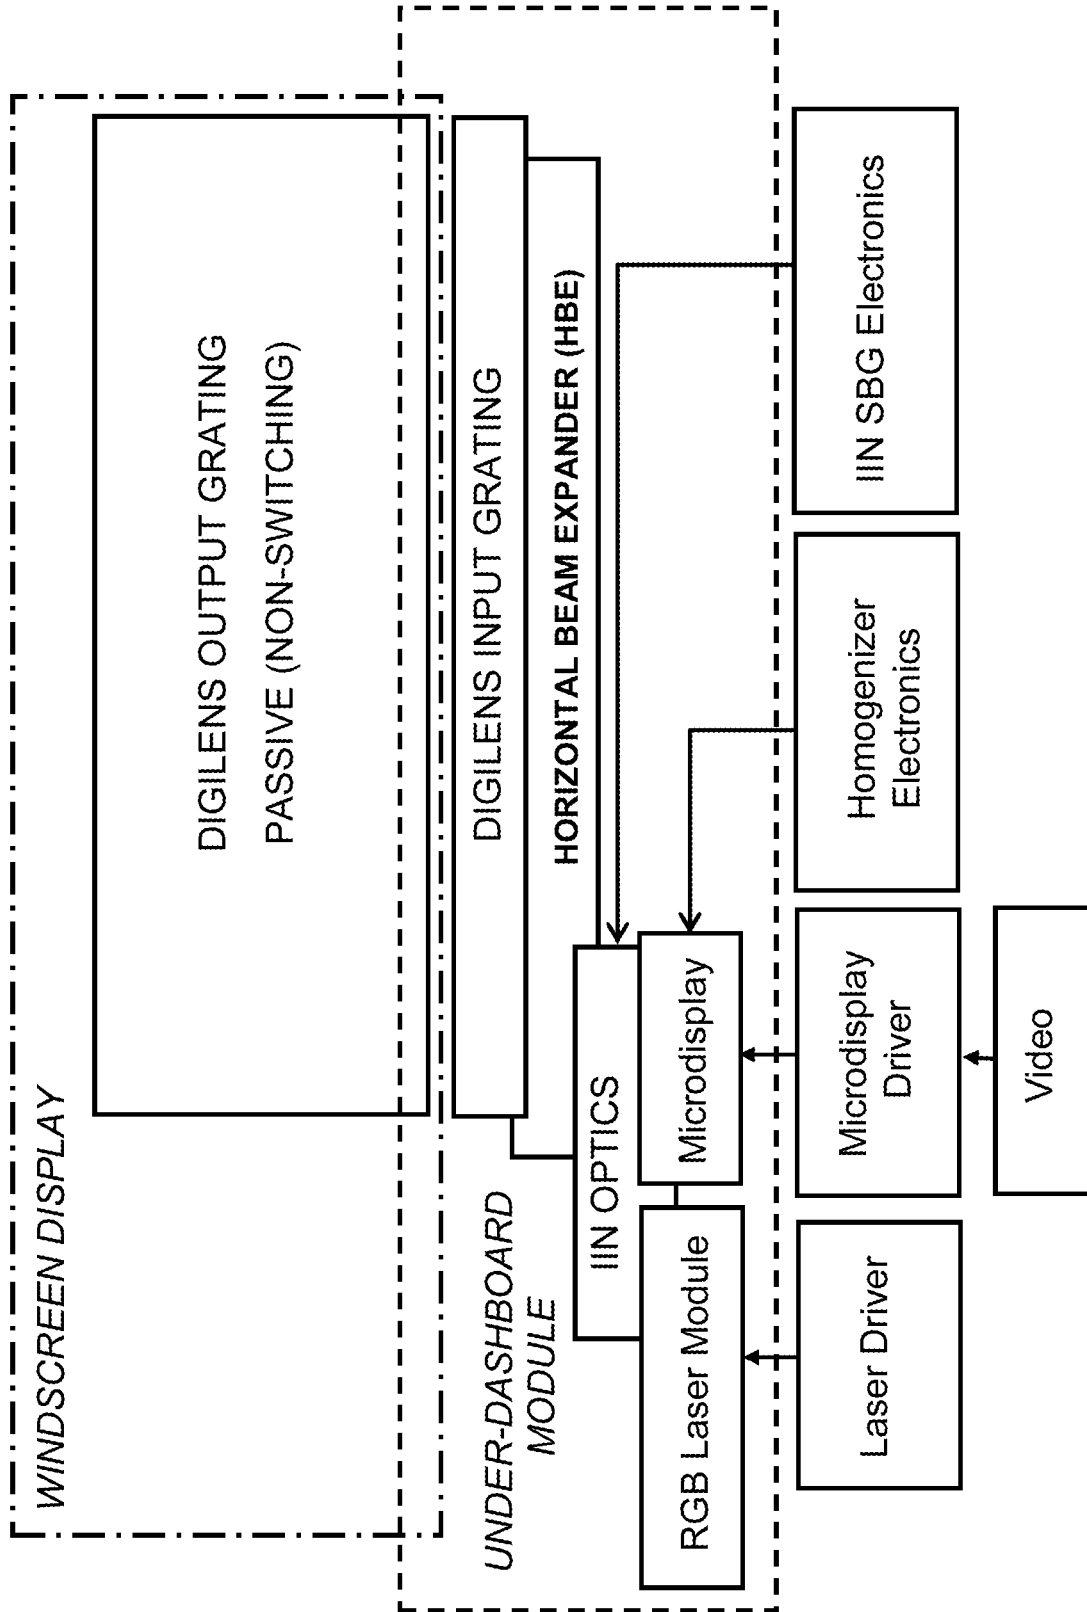 WINDSCREEN DISPLAY
DIGILENS OUTPUT GRATING
PASSIVE (NON-SWITCHING)
DIGILENS INPUT GRATING
HORIZONTAL BEAM EXPANDER (HBE)
UNDER-DASHBOARD
MODULE
IIN OPTICS
RGB Laser Module
Microdisplay
Laser Driver
Microdisplay
Driver
Homogenizer
Electronics
IIN SBG Electronics
Video